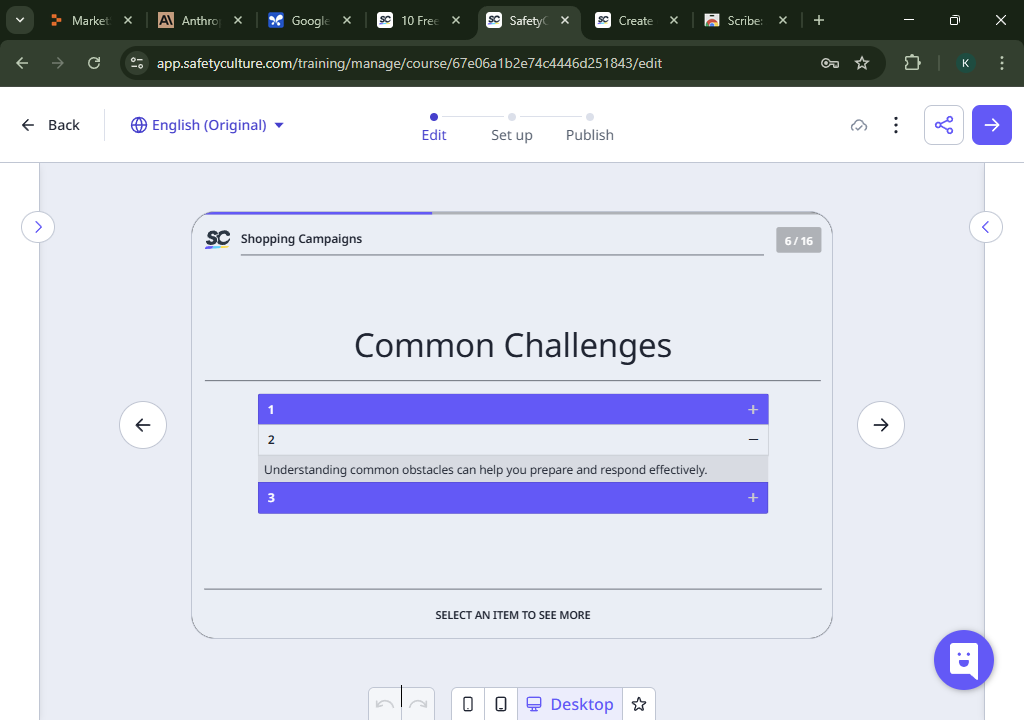 Market
Anthrop
Google
10 Free
SafetyC
Create
Scribe:
app.safetyculture.com/training/manage/course/67e06a1b2e74c4446d251843/edit
K
Back
English (Original)
Edit
Set up
Publish
SC
Shopping Campaigns
6 / 16
Common Challenges
1
2
Understanding common obstacles can help you prepare and respond effectively.
3
SELECT AN ITEM TO SEE MORE
Desktop